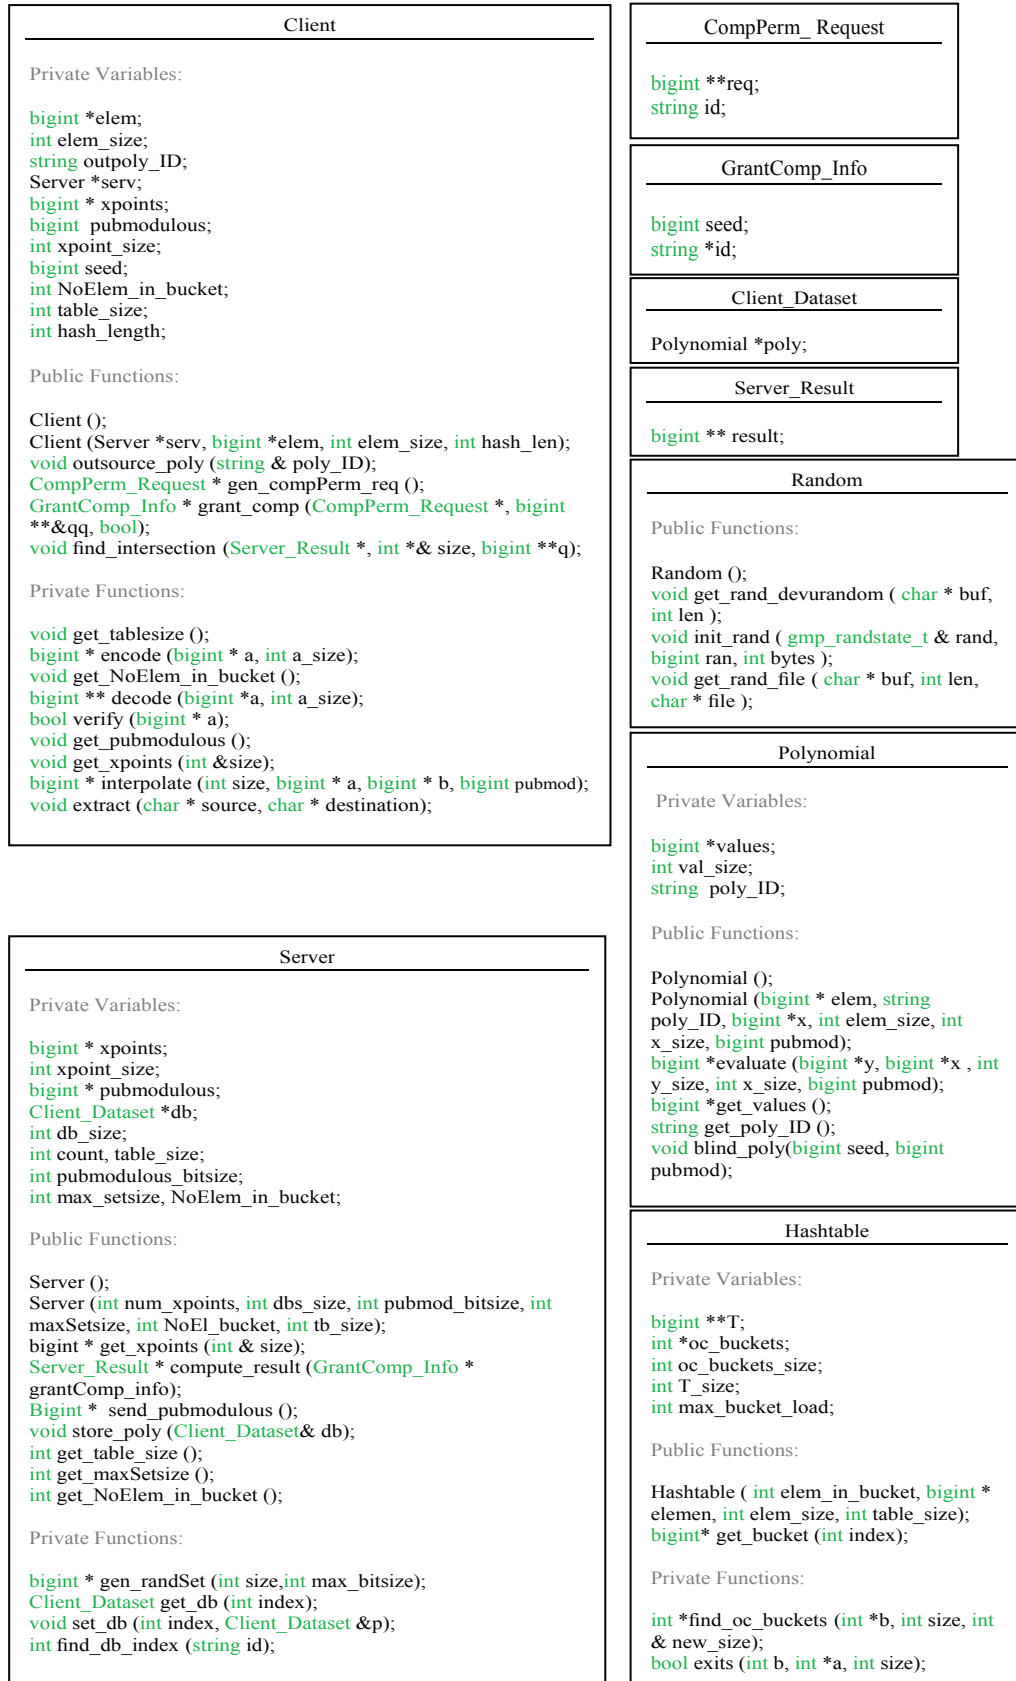 Client
Private Variables:
bigint *elem;
int elem_size;
string outpoly_ID;
Server *serv;
bigint * xpoints;
bigint  pubmodulous;
int xpoint_size;
bigint seed;
int NoElem_in_bucket;
int table_size;
int hash_length;
Public Functions:
Client ();
Client (Server *serv, bigint *elem, int elem_size, int hash_len);
void outsource_poly (string & poly_ID);
CompPerm_Request * gen_compPerm_req ();
GrantComp_Info * grant_comp (CompPerm_Request *, bigint
**&qq, bool);
void find_intersection (Server_Result *, int *& size, bigint **q);
Private Functions:
void get_tablesize ();
bigint * encode (bigint * a, int a_size);
void get_NoElem_in_bucket ();
bigint ** decode (bigint *a, int a_size);
bool verify (bigint * a);
void get_pubmodulous ();
void get_xpoints (int &size);
bigint * interpolate (int size, bigint * a, bigint * b, bigint pubmod);
void extract (char * source, char * destination);
Server
Private Variables:
bigint * xpoints;
int xpoint_size;
bigint * pubmodulous;
Client_Dataset *db;
int db_size;
int count, table_size;
int pubmodulous_bitsize;
int max_setsize, NoElem_in_bucket;
Public Functions:
Server ();
Server (int num_xpoints, int dbs_size, int pubmod_bitsize, int
maxSetsize, int NoEl_bucket, int tb_size);
bigint * get_xpoints (int & size);
Server_Result * compute_result (GrantComp_Info *
grantComp_info);
Bigint *  send_pubmodulous ();
void store_poly (Client_Dataset& db);
int get_table_size ();
int get_maxSetsize ();
int get_NoElem_in_bucket ();
Private Functions:
bigint * gen_randSet (int size,int max_bitsize);
Client_Dataset get_db (int index);
void set_db (int index, Client_Dataset &p);
int find_db_index (string id);
CompPerm_ Request
bigint **req;
string id;
GrantComp_Info
bigint seed;
string *id;
Client_Dataset
Polynomial *poly;
Server_Result
bigint ** result;
Random
Public Functions:
Random ();
void get_rand_devurandom ( char * buf,
int len );
void init_rand ( gmp_randstate_t & rand,
bigint ran, int bytes );
void get_rand_file ( char * buf, int len,
char * file );
Polynomial
Private Variables:
bigint *values;
int val_size;
string  poly_ID;
Public Functions:
Polynomial ();
Polynomial (bigint * elem, string
poly_ID, bigint *x, int elem_size, int
x_size, bigint pubmod);
bigint *evaluate (bigint *y, bigint *x , int
y_size, int x_size, bigint pubmod);
bigint *get_values ();
string get_poly_ID ();
void blind_poly(bigint seed, bigint
pubmod);
Hashtable
Private Variables:
bigint **T;
int *oc_buckets;
int oc_buckets_size;
int T_size;
int max_bucket_load;
Public Functions:
Hashtable ( int elem_in_bucket, bigint *
elemen, int elem_size, int table_size);
bigint* get_bucket (int index);
Private Functions:
int *find_oc_buckets (int *b, int size, int
& new_size);
bool exits (int b, int *a, int size);